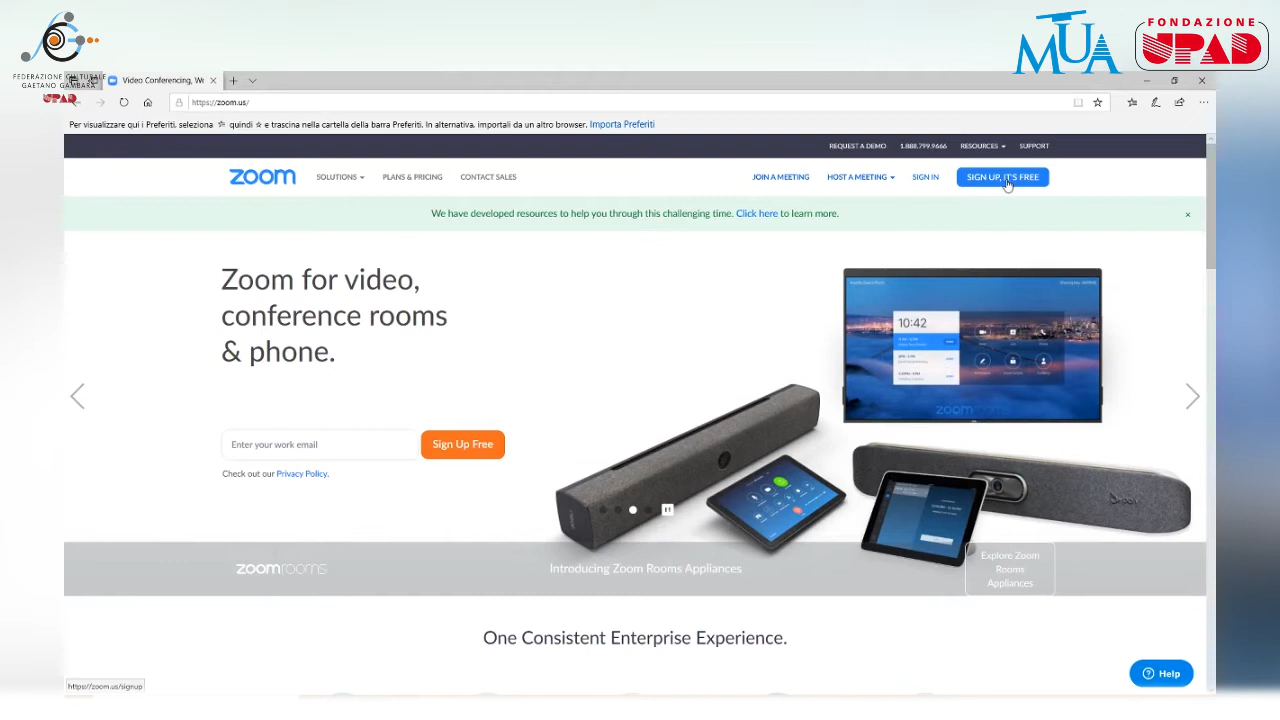 FEDERAZIONE CULTURALE
GAETANO GAMBARA
UPAD
MUA
FONDAZIONE
UPAD
Video Conferencing, We
https://zoom.us/
Per visualizzare qui i Preferiti, seleziona ☆ quindi ☆ e trascina nella cartella della barra Preferiti. In alternativa, importali da un altro browser. Importa Preferiti
REQUEST A DEMO 1.888.799.9666 RESOURCES SUPPORT
zoom SOLUTIONS PLANS & PRICING CONTACT SALES JOIN A MEETING HOST A MEETING SIGN IN SIGN UP, IT'S FREE
We have developed resources to help you through this challenging time. Click here to learn more. ×
Zoom for video,
conference rooms
& phone.
10:42
zoomrooms
poly
Enter your work email Sign Up Free
Check out our Privacy Policy.
zoomrooms Introducing Zoom Rooms Appliances
Explore Zoom
Rooms
Appliances
One Consistent Enterprise Experience.
Help
https://zoom.us/signup